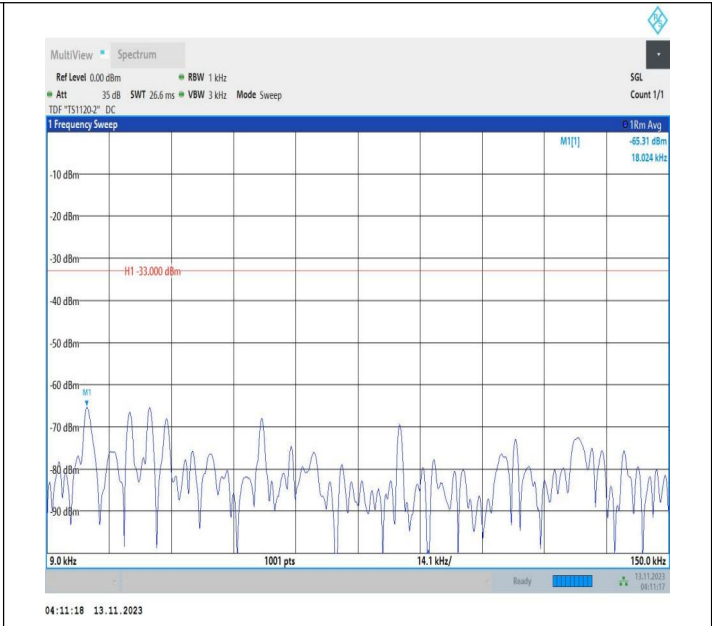 R&S
MultiView Spectrum
Ref Level 0.00 dBm RBW 1 kHz SGL
Att 35 dB SWT 26.6 ms VBW 3 kHz Mode Sweep Count 1/1
TDF "TS1120-2" DC
1 Frequency Sweep 1Rm Avg
M1[1] -65.31 dBm
18.024 kHz
-10 dBm
-20 dBm
-30 dBm
H1 -33.000 dBm
-40 dBm
-50 dBm
-60 dBm
M1
-70 dBm
-80 dBm
-90 dBm
9.0 kHz 1001 pts 14.1 kHz/ 150.0 kHz
Ready 13.11.2023
04:11:17
04:11:18 13.11.2023